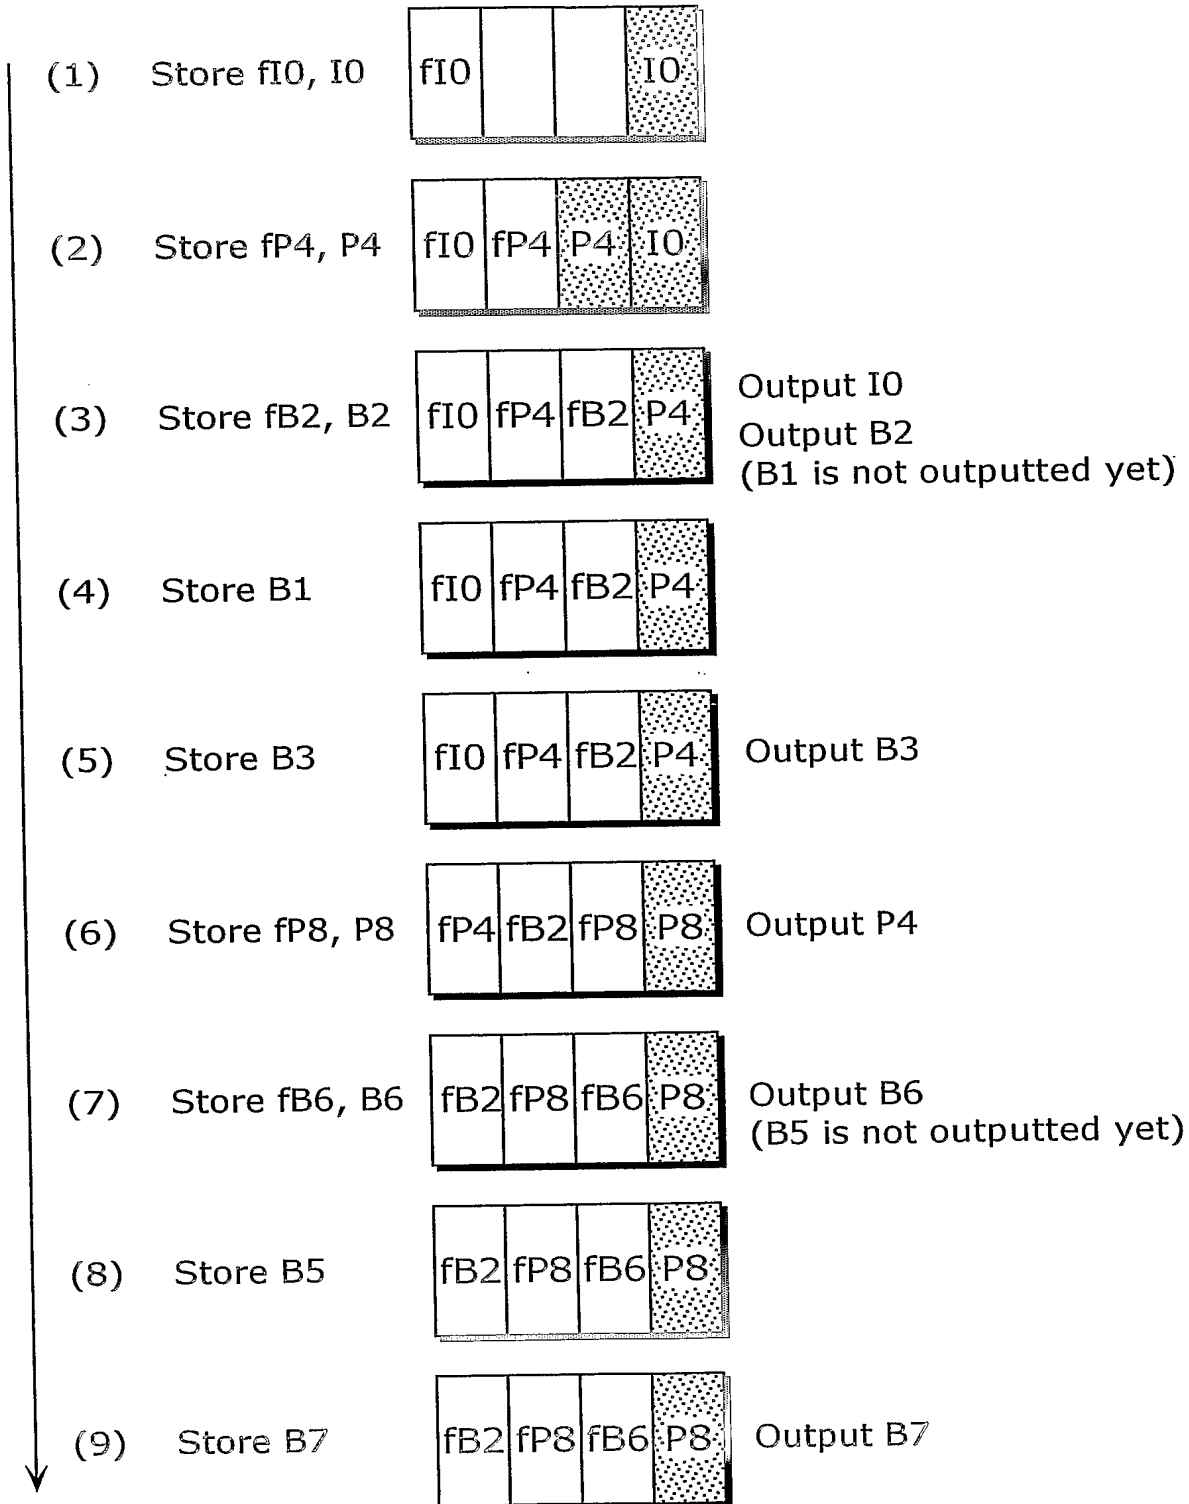 (1) Store fI0, I0 fI0 I0
(2) Store fP4, P4 fI0 fP4 P4 I0
(3) Store fB2, B2 fI0 fP4 fB2 P4
Output I0
Output B2
(B1 is not outputted yet)
(4) Store B1 fI0 fP4 fB2 P4
(5) Store B3 fI0 fP4 fB2 P4 Output B3
(6) Store fP8, P8 fP4 fB2 fP8 P8 Output P4
(7) Store fB6, B6 fB2 fP8 fB6 P8
Output B6
(B5 is not outputted yet)
(8) Store B5 fB2 fP8 fB6 P8
(9) Store B7 fB2 fP8 fB6 P8 Output B7